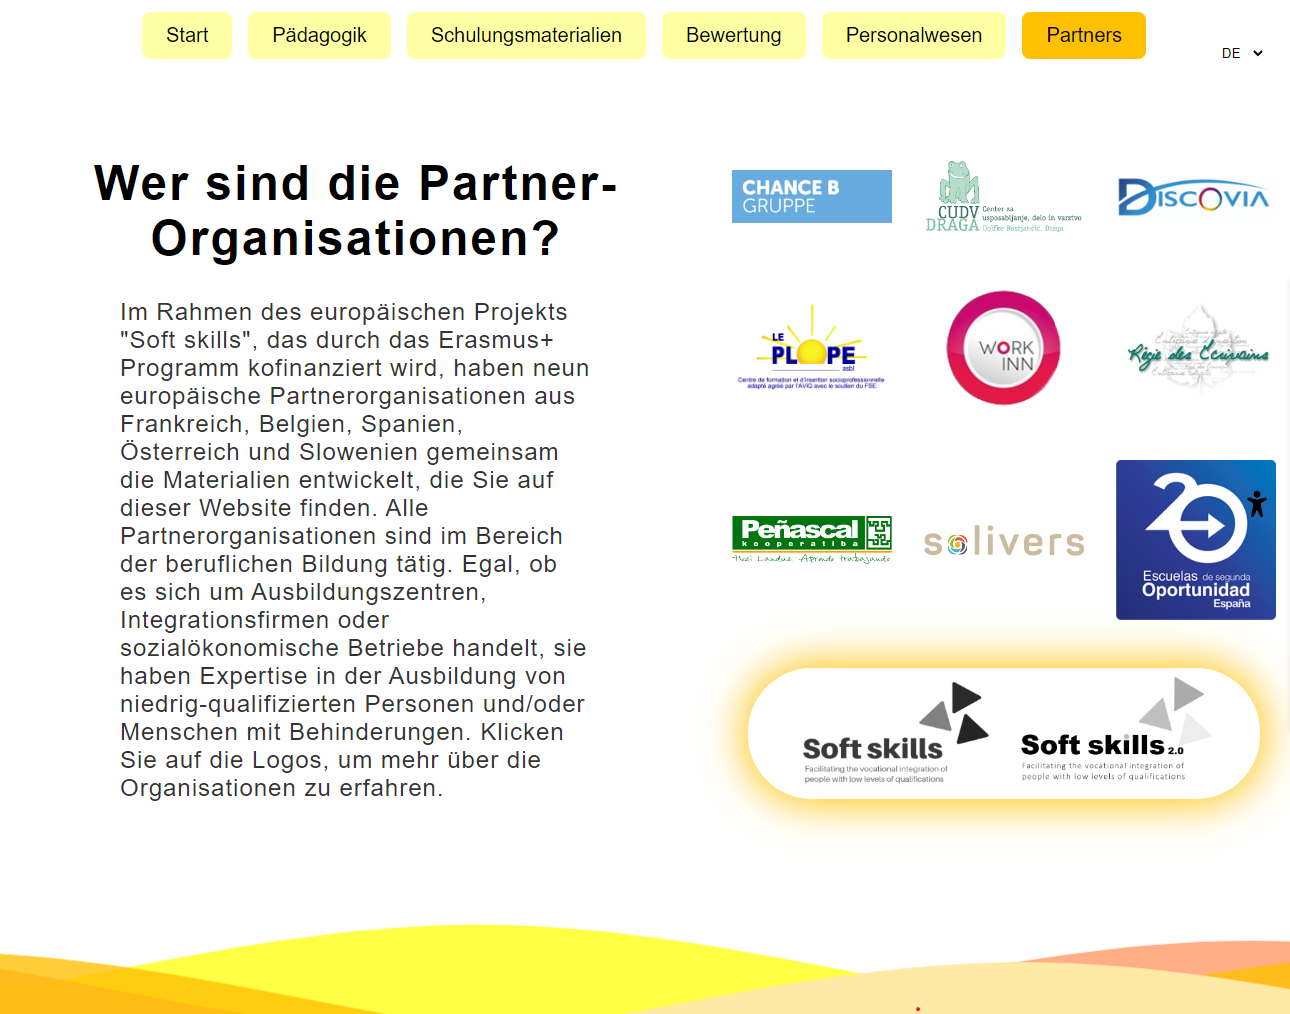 Start
Pädagogik
Schulungsmaterialien
Bewertung
Personalwesen
Partners
DE
Wer sind die Partner-
Organisationen?
Im Rahmen des europäischen Projekts
"Soft skills", das durch das Erasmus+
Programm kofinanziert wird, haben neun
europäische Partnerorganisationen aus
Frankreich, Belgien, Spanien,
Österreich und Slowenien gemeinsam
die Materialien entwickelt, die Sie auf
dieser Website finden. Alle
Partnerorganisationen sind im Bereich
der beruflichen Bildung tätig. Egal, ob
es sich um Ausbildungszentren,
Integrationsfirmen oder
sozialökonomische Betriebe handelt, sie
haben Expertise in der Ausbildung von
niedrig-qualifizierten Personen und/oder
Menschen mit Behinderungen. Klicken
Sie auf die Logos, um mehr über die
Organisationen zu erfahren.
CHANCE B
GRUPPE
CUDV
DRAGA
Center za
usposabljanje, delo in varstvo
Dolfke Boštjančič, Draga
DISCOVIA
LE
PLOPE
asbl
Centre de formation et d'insertion socioprofessionnelle
adapté agréé par l'AVIQ avec le soutien du FSE
WORK
INN
Entreprise d'insertion
Régie des Écrivains
Peñascal
kooperatiba
Hezi Landuz. Aprende trabajando
solivers
20
Escuelas de segunda
Oportunidad
España
Soft skills
Facilitating the vocational integration of
people with low levels of qualifications
Soft skills 2.0
Facilitating the vocational integration of
people with low levels of qualifications